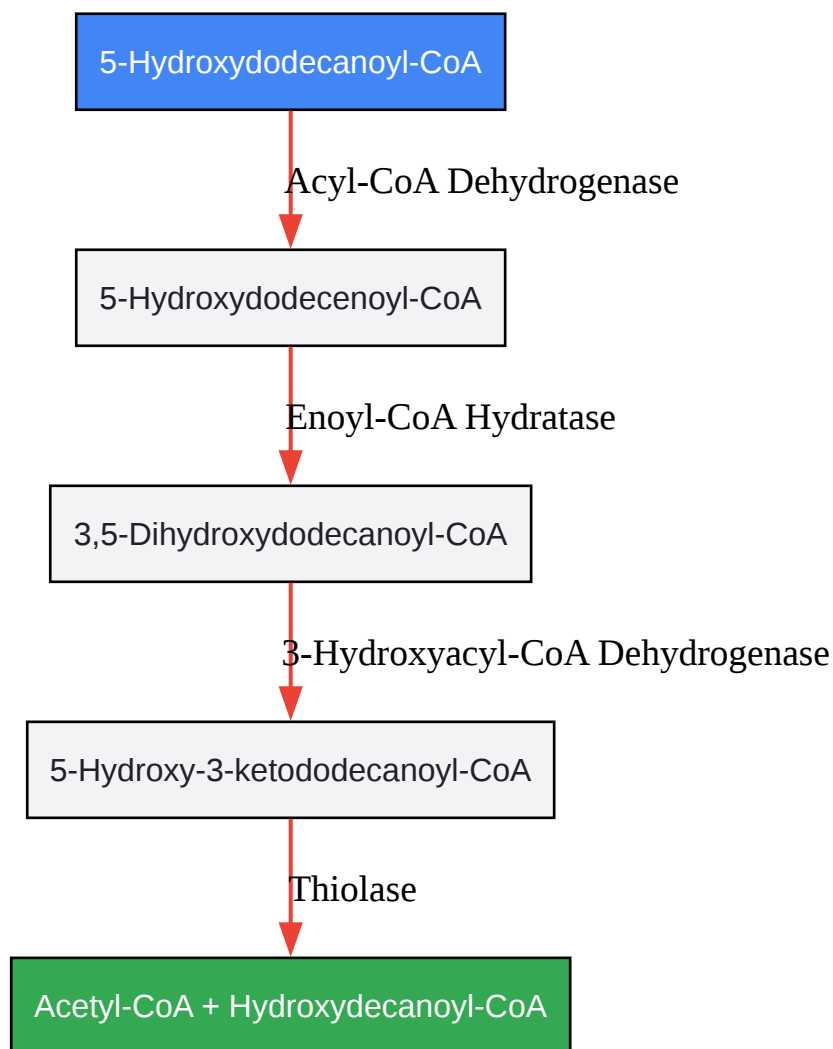 5-Hydroxydodecanoyl-CoA
Acyl-CoA Dehydrogenase
5-Hydroxydodecenoyl-CoA
Enoyl-CoA Hydratase
3,5-Dihydroxydodecanoyl-CoA
3-Hydroxyacyl-CoA Dehydrogenase
5-Hydroxy-3-ketododecanoyl-CoA
Thiolase
Acetyl-CoA + Hydroxydecanoyl-CoA